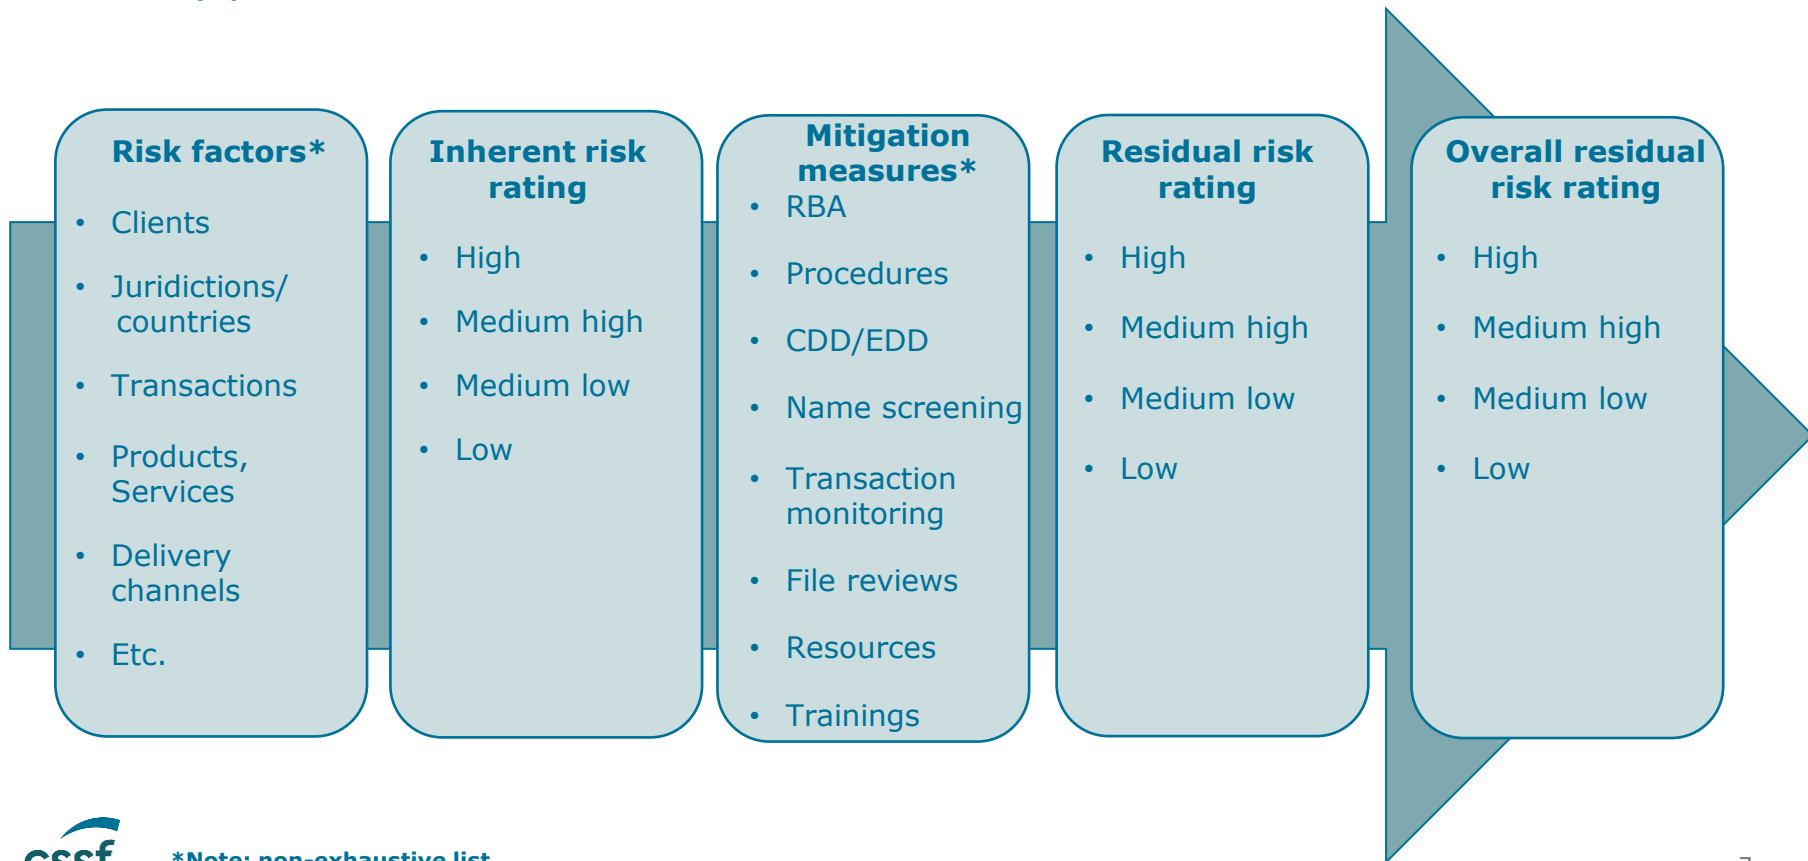 Risk factors*
• Clients
• Juridictions/
countries
• Transactions
• Products,
Services
• Delivery
channels
• Etc.
Inherent risk
rating
• High
• Medium high
• Medium low
• Low
Mitigation
measures*
• RBA
• Procedures
• CDD/EDD
• Name screening
• Transaction
monitoring
• File reviews
• Resources
• Trainings
Residual risk
rating
• High
• Medium high
• Medium low
• Low
Overall residual
risk rating
• High
• Medium high
• Medium low
• Low
cssf
*Note: non-exhaustive list
7